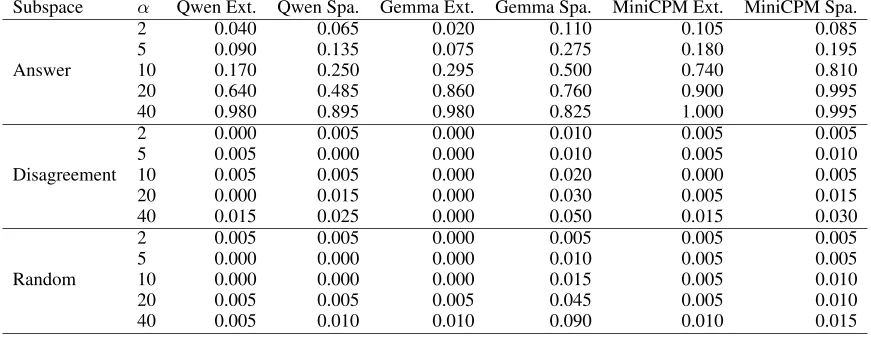 Subspace α Qwen Ext. Qwen Spa. Gemma Ext. Gemma Spa. MiniCPM Ext. MiniCPM Spa.
2 0.040 0.065 0.020 0.110 0.105 0.085
5 0.090 0.135 0.075 0.275 0.180 0.195
Answer 10 0.170 0.250 0.295 0.500 0.740 0.810
20 0.640 0.485 0.860 0.760 0.900 0.995
40 0.980 0.895 0.980 0.825 1.000 0.995
2 0.000 0.005 0.000 0.010 0.005 0.005
5 0.005 0.000 0.000 0.010 0.005 0.010
Disagreement 10 0.005 0.005 0.000 0.020 0.000 0.005
20 0.000 0.015 0.000 0.030 0.005 0.015
40 0.015 0.025 0.000 0.050 0.015 0.030
2 0.005 0.005 0.000 0.005 0.005 0.005
5 0.000 0.000 0.000 0.010 0.005 0.005
Random 10 0.000 0.000 0.000 0.015 0.005 0.010
20 0.005 0.005 0.005 0.045 0.005 0.010
40 0.005 0.010 0.010 0.090 0.010 0.015